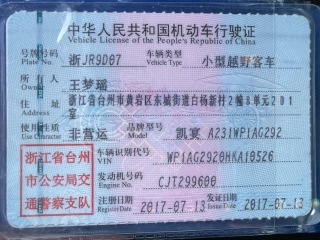 中华人民共和国机动车行驶证
Vehicle License of the People's Republic of China
号牌号码 浙JR9D07 车辆类型 小型越野客车
Plate No. Vehicle Type
所有人 王梦瑶
Owner
住址 浙江省台州市黄岩区东城街道白杨新村2幢B单元201室
Address
使用性质 非营运 品牌型号 凯宴 A231WP1AG292
Use Character Model
浙江省台州
市公安局交
通警察支队
车辆识别代号 WP1AG2920HKA10526
VIN
发动机号码 CJT299600
Engine No.
注册日期 2017-07-13 发证日期 2017-07-13
Register Date Issue Date